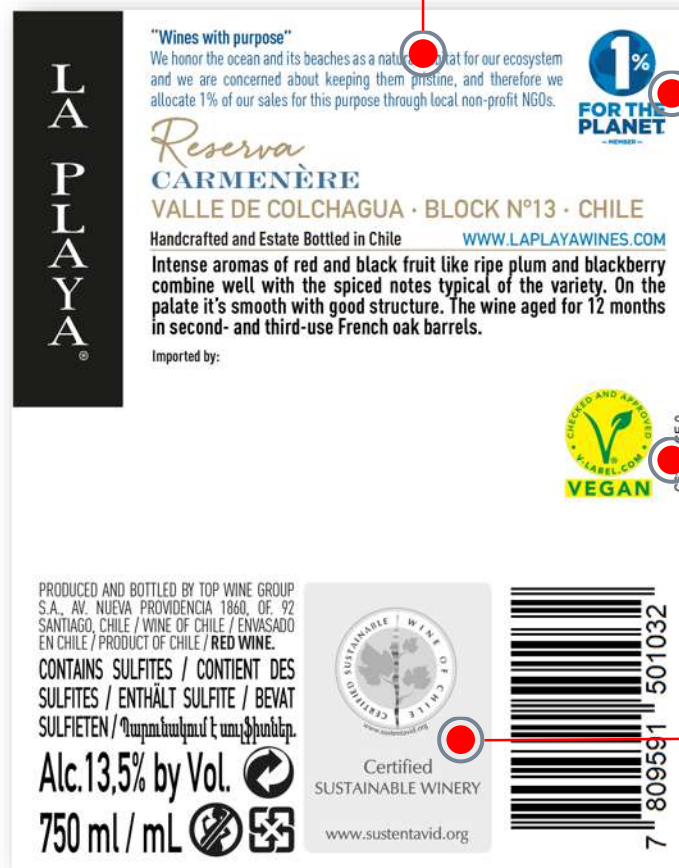 LA PLAYA®
"Wines with purpose"
We honor the ocean and its beaches as a natural habitat for our ecosystem
and we are concerned about keeping them pristine, and therefore we
allocate 1% of our sales for this purpose through local non-profit NGOs.
1%
FOR THE
PLANET
MEMBER
Reserva
CARMENÈRE
VALLE DE COLCHAGUA · BLOCK Nº13 · CHILE
Handcrafted and Estate Bottled in Chile WWW.LAPLAYAWINES.COM
Intense aromas of red and black fruit like ripe plum and blackberry
combine well with the spiced notes typical of the variety. On the
palate it's smooth with good structure. The wine aged for 12 months
in second- and third-use French oak barrels.
Imported by:
CHECKED AND APPROVED
V-LABEL.COM
VEGAN
PRODUCED AND BOTTLED BY TOP WINE GROUP
S.A., AV. NUEVA PROVIDENCIA 1860, OF. 92
SANTIAGO, CHILE / WINE OF CHILE / ENVASADO
EN CHILE / PRODUCT OF CHILE / RED WINE.
CONTAINS SULFITES / CONTIENT DES
SULFITES / ENTHÄLT SULFITE / BEVAT
SULFIETEN / Պարունակում է սուլֆիտներ.
Alc.13,5% by Vol.
750 ml / mL
CERTIFIED SUSTAINABLE WINE OF CHILE
www.sustentavid.org
Certified
SUSTAINABLE WINERY
www.sustentavid.org
7 809591 501032